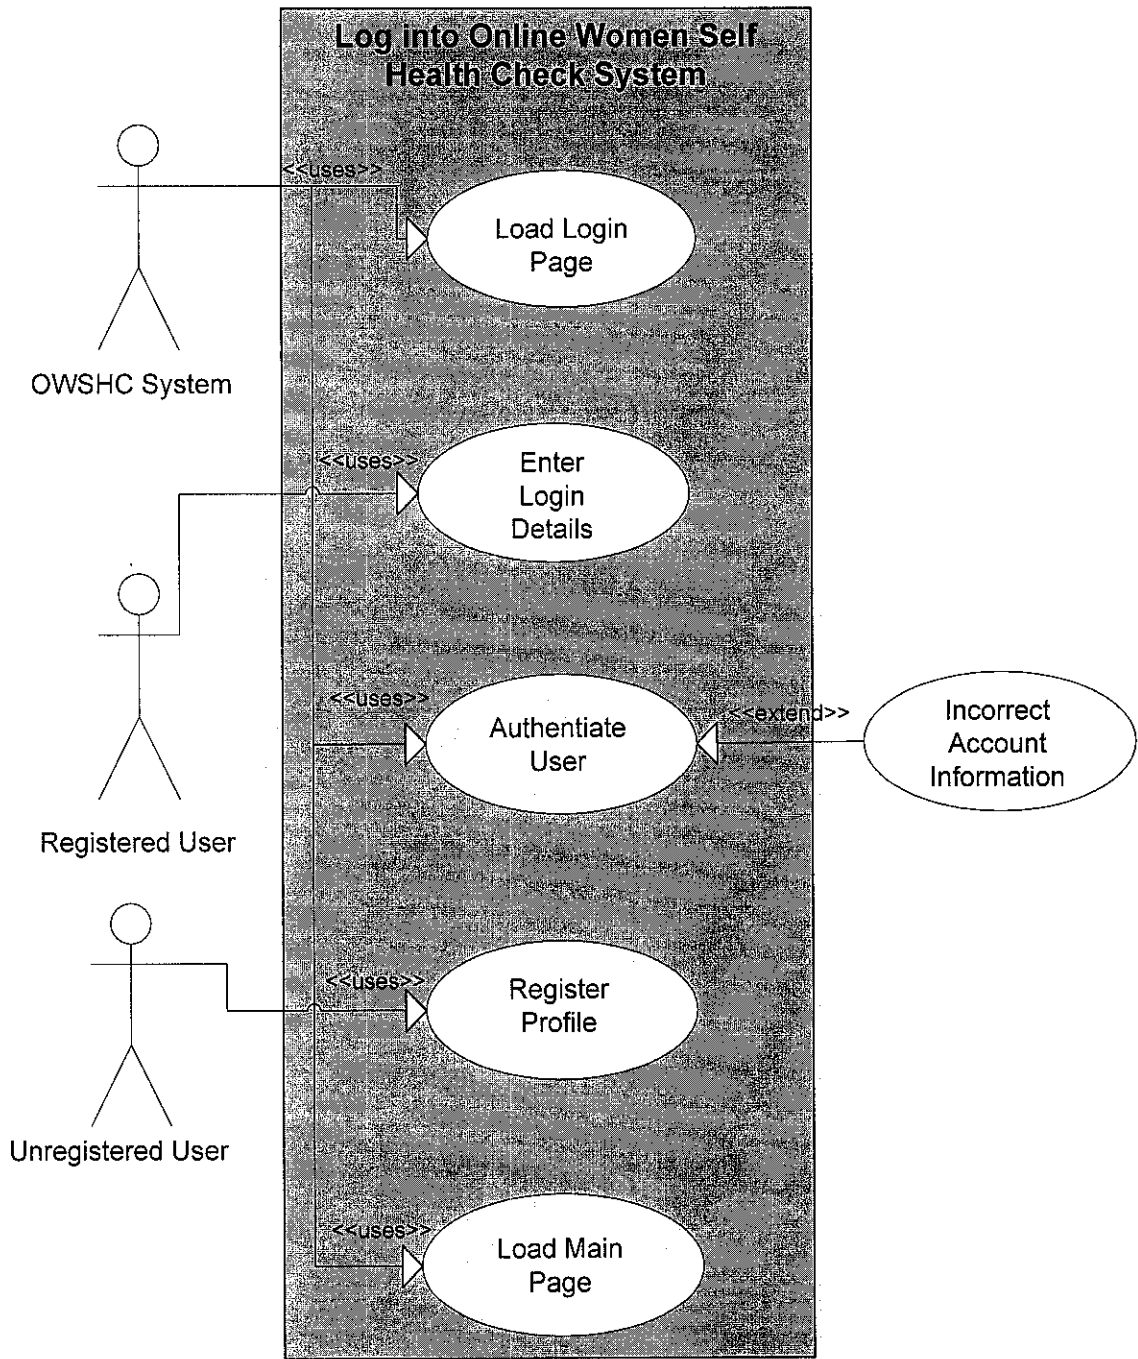 Log into Online Women Self
Health Check System
<<uses>>
Load Login
Page
OWSHC System
<<uses>>
Enter
Login
Details
Registered User
<<uses>>
Authentiate
User
<<extend>>
Incorrect
Account
Information
Unregistered User
<<uses>>
Register
Profile
<<uses>>
Load Main
Page